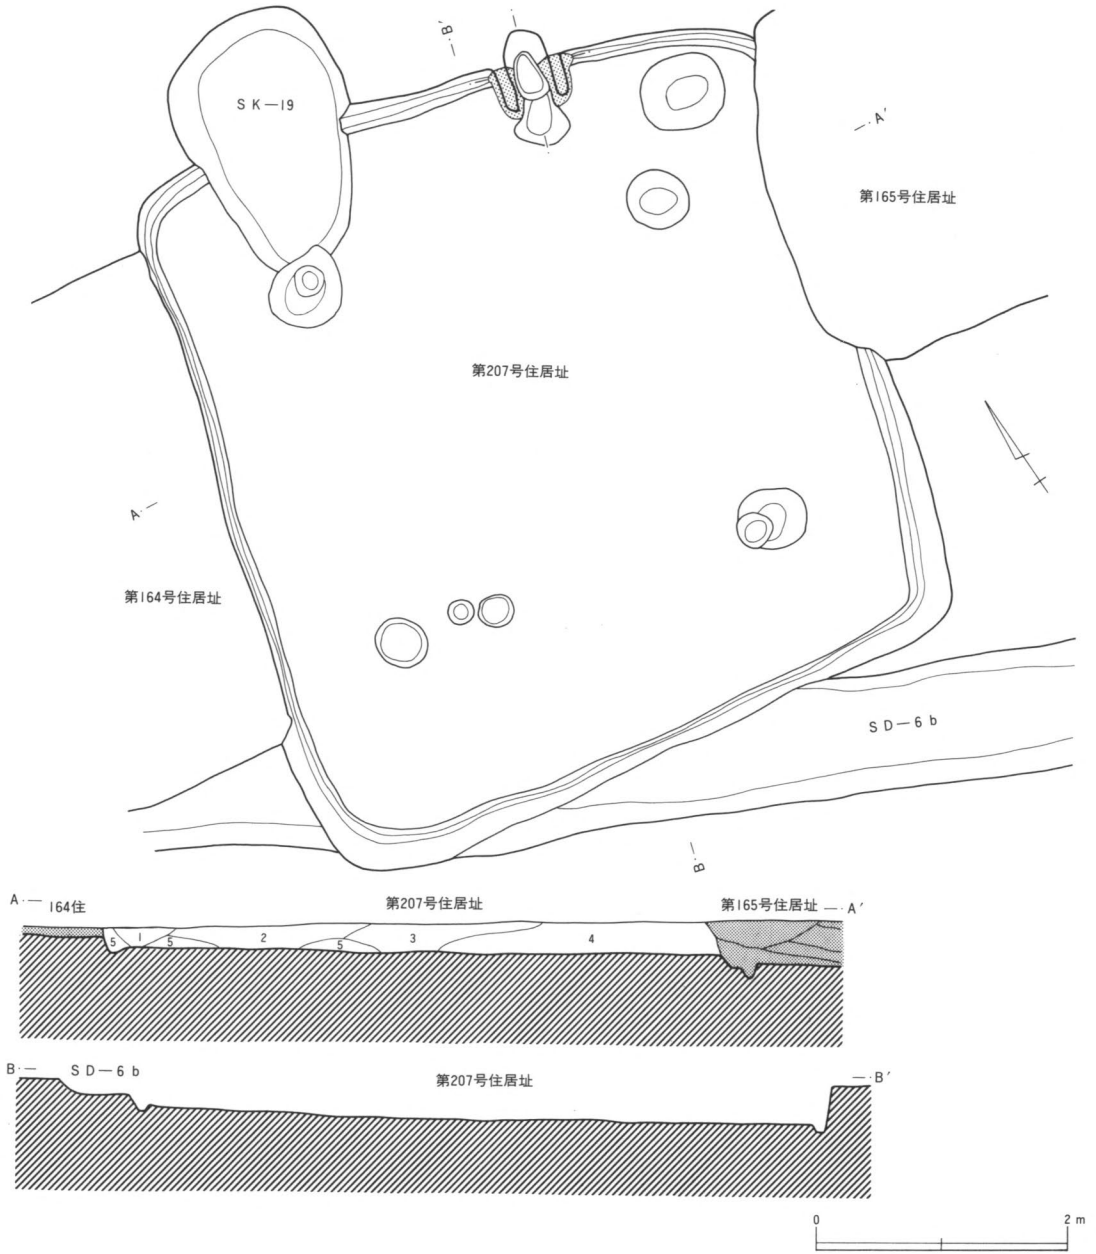 B'
SK—19
A'
第165号住居址
第207号住居址
A
第164号住居址
SD—6b
B
A 164住 第207号住居址 第165号住居址 A'
5 1 5 2 5 3 4
B SD—6b 第207号住居址 B'
0 2m